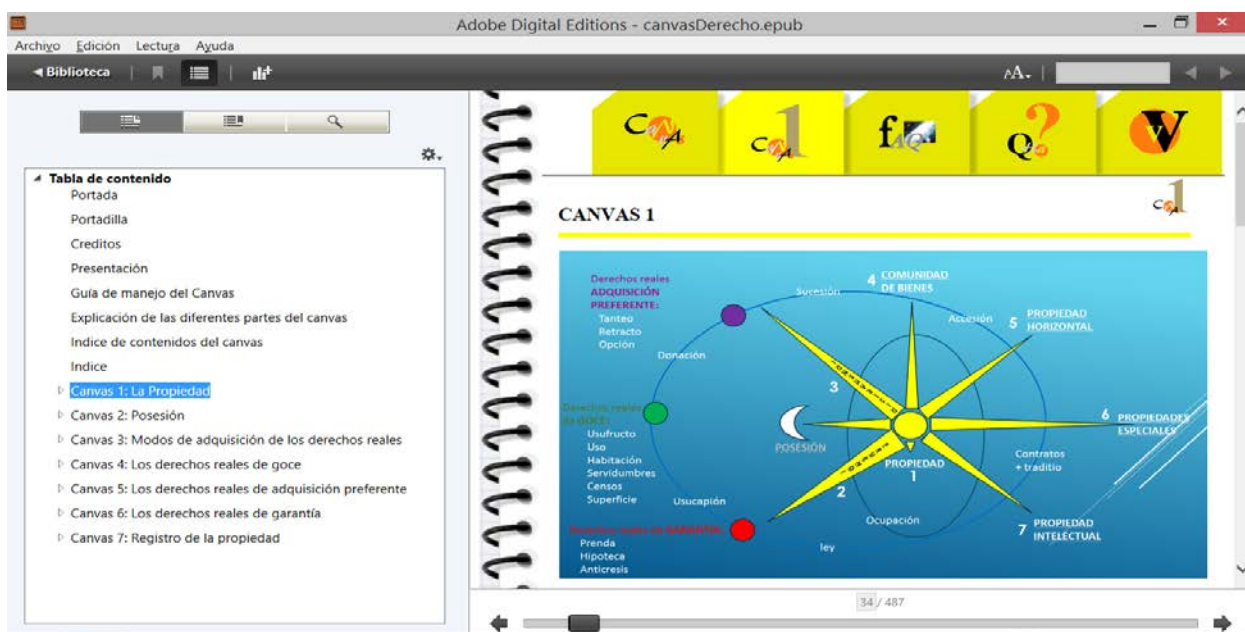 Adobe Digital Editions - canvasDerecho.epub
Archivo Edición Lectura Ayuda
Biblioteca
AA
Tabla de contenido
Portada
Portadilla
Creditos
Presentación
Guía de manejo del Canvas
Explicación de las diferentes partes del canvas
Indice de contenidos del canvas
Indice
Canvas 1: La Propiedad
Canvas 2: Posesión
Canvas 3: Modos de adquisición de los derechos reales
Canvas 4: Los derechos reales de goce
Canvas 5: Los derechos reales de adquisición preferente
Canvas 6: Los derechos reales de garantía
Canvas 7: Registro de la propiedad
CANVAS 1
Derechos reales
ADQUISICIÓN
PREFERENTE:
Tanteo
Retracto
Opción
Donación
Sucesión
4 COMUNIDAD
DE BIENES
Accesión
5 PROPIEDAD
HORIZONTAL
3
Derechos reales
de GOCE:
Usufructo
Uso
Habitación
Servidumbres
Censos
Superficie
POSESIÓN
PROPIEDAD
1
6 PROPIEDADES
ESPECIALES
Contratos
+ traditio
2
Usucapión
Ocupación
7 PROPIEDAD
INTELECTUAL
Derechos reales de GARANTÍA:
Prenda
Hipoteca
Anticresis
ley
34 / 487